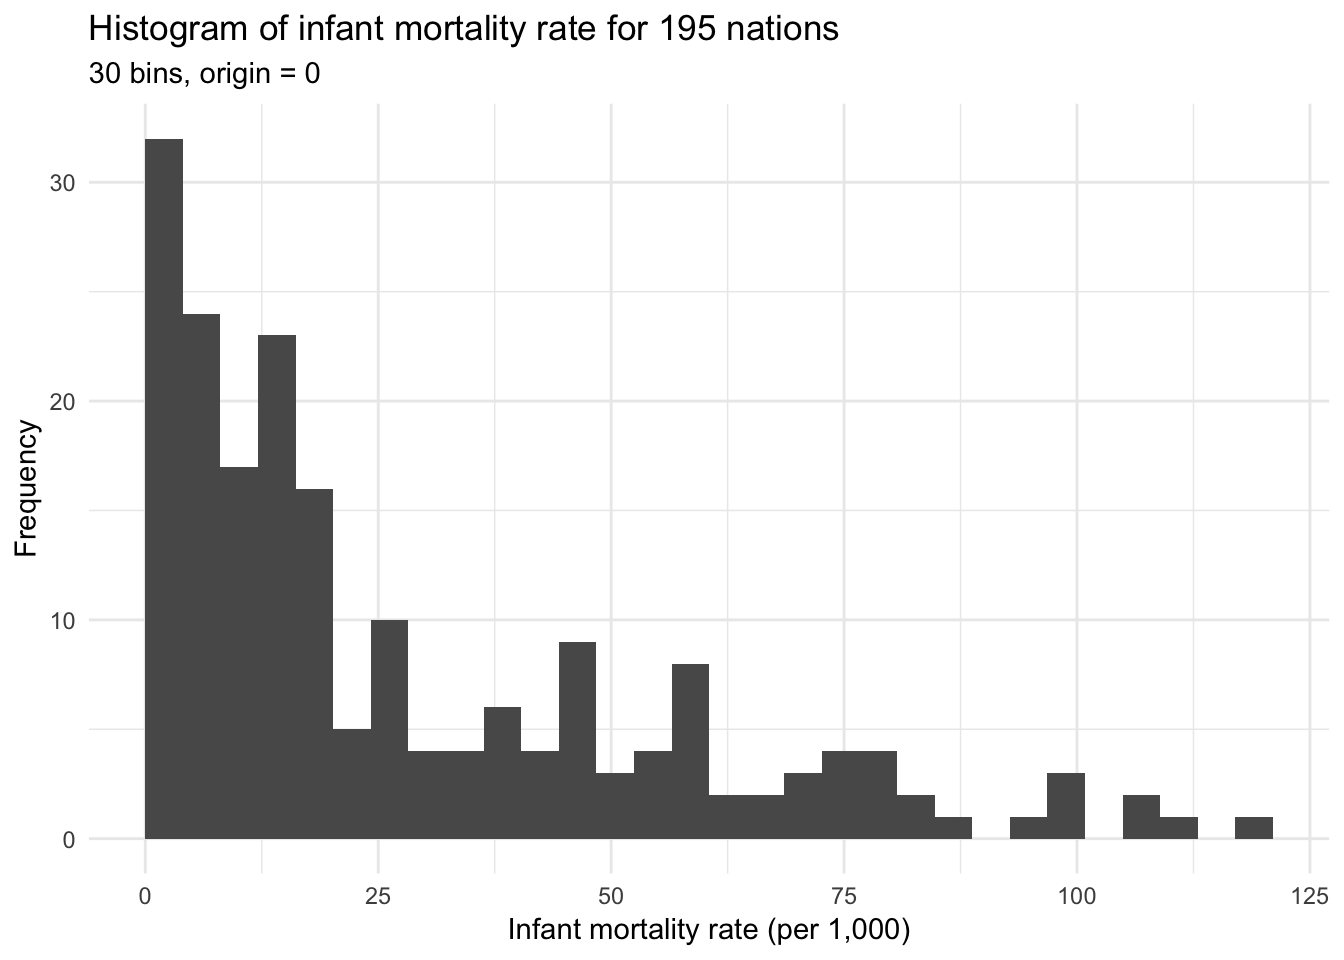 Histogram of infant mortality rate for 195 nations
30 bins, origin = 0
30
20
10
0
Frequency
0 25 50 75 100 125
Infant mortality rate (per 1,000)